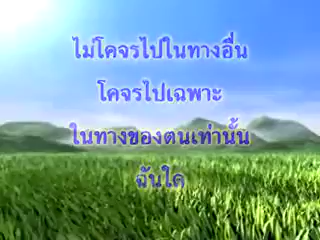 ไม่โคจรไปในทางอื่น
โคจรไปเฉพาะ
ในทางของตนเท่านั้น
ฉันใด